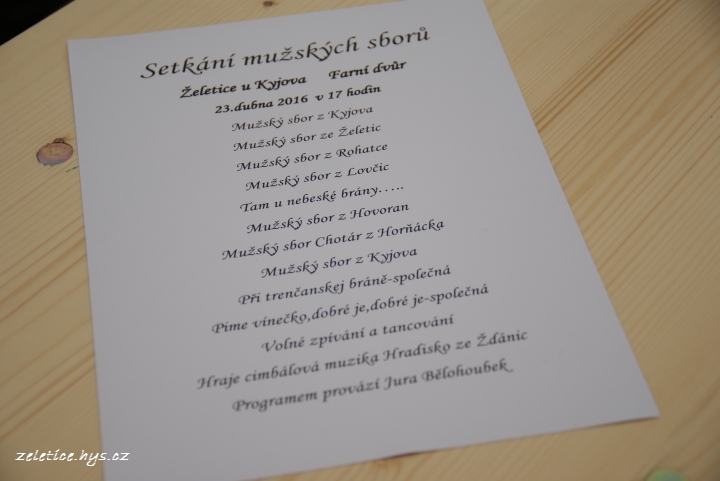 Setkání mužských sborů
Želetice u Kyjova Farní dvůr
23.dubna 2016 v 17 hodin
Mužský sbor z Kyjova
Mužský sbor ze Želetic
Mužský sbor z Rohatce
Mužský sbor z Lovčic
Tam u nebeské brány.....
Mužský sbor z Hovoran
Mužský sbor Chotár z Horňácka
Mužský sbor z Kyjova
Při trenčanskej bráně-společná
Pime vínečko,dobré je,dobré je-společná
Volné zpívání a tancování
Hraje cimbálová muzika Hradisko ze Ždánic
Programem provází Jura Bělohoubek
zeletice.hys.cz